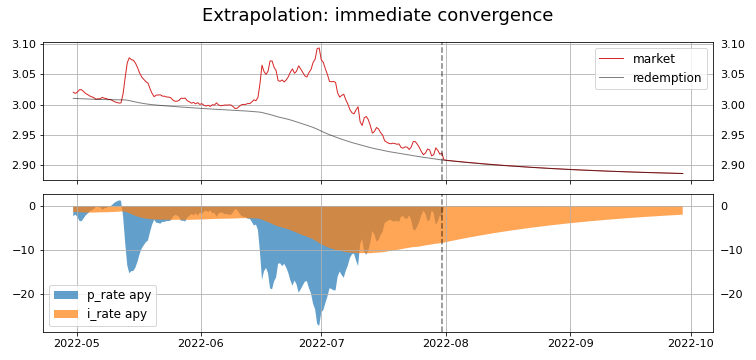 Extrapolation: immediate convergence
3.10 3.10
3.05 3.05
3.00 3.00
2.95 2.95
2.90 2.90
market
redemption
0 0
−10 −10
−20 −20
p_rate apy
i_rate apy
2022-05 2022-06 2022-07 2022-08 2022-09 2022-10